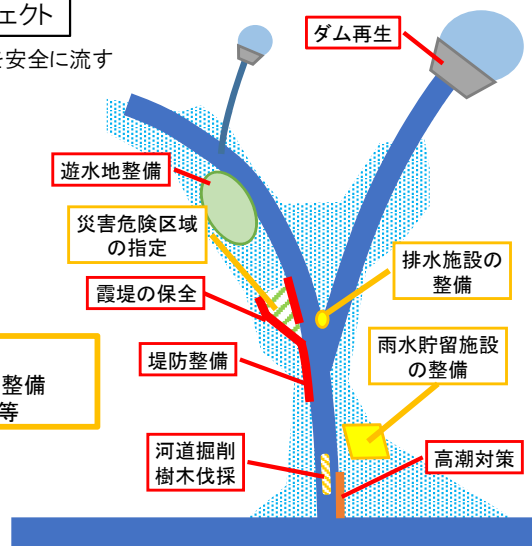 ェクト
を安全に流す
ダム再生
遊水地整備
災害危険区域
の指定
排水施設の
整備
霞堤の保全
雨水貯留施設
の整備
堤防整備
整備
等
河道掘削
樹木伐採
高潮対策